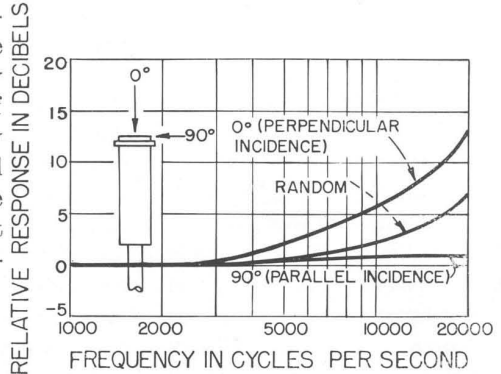 RELATIVE RESPONSE IN DECIBELS
20
15
10
5
0
-5
0°
90°
0° (PERPENDICULAR
INCIDENCE)
RANDOM
90° (PARALLEL INCIDENCE)
1000 2000 5000 10000 20000
FREQUENCY IN CYCLES PER SECOND